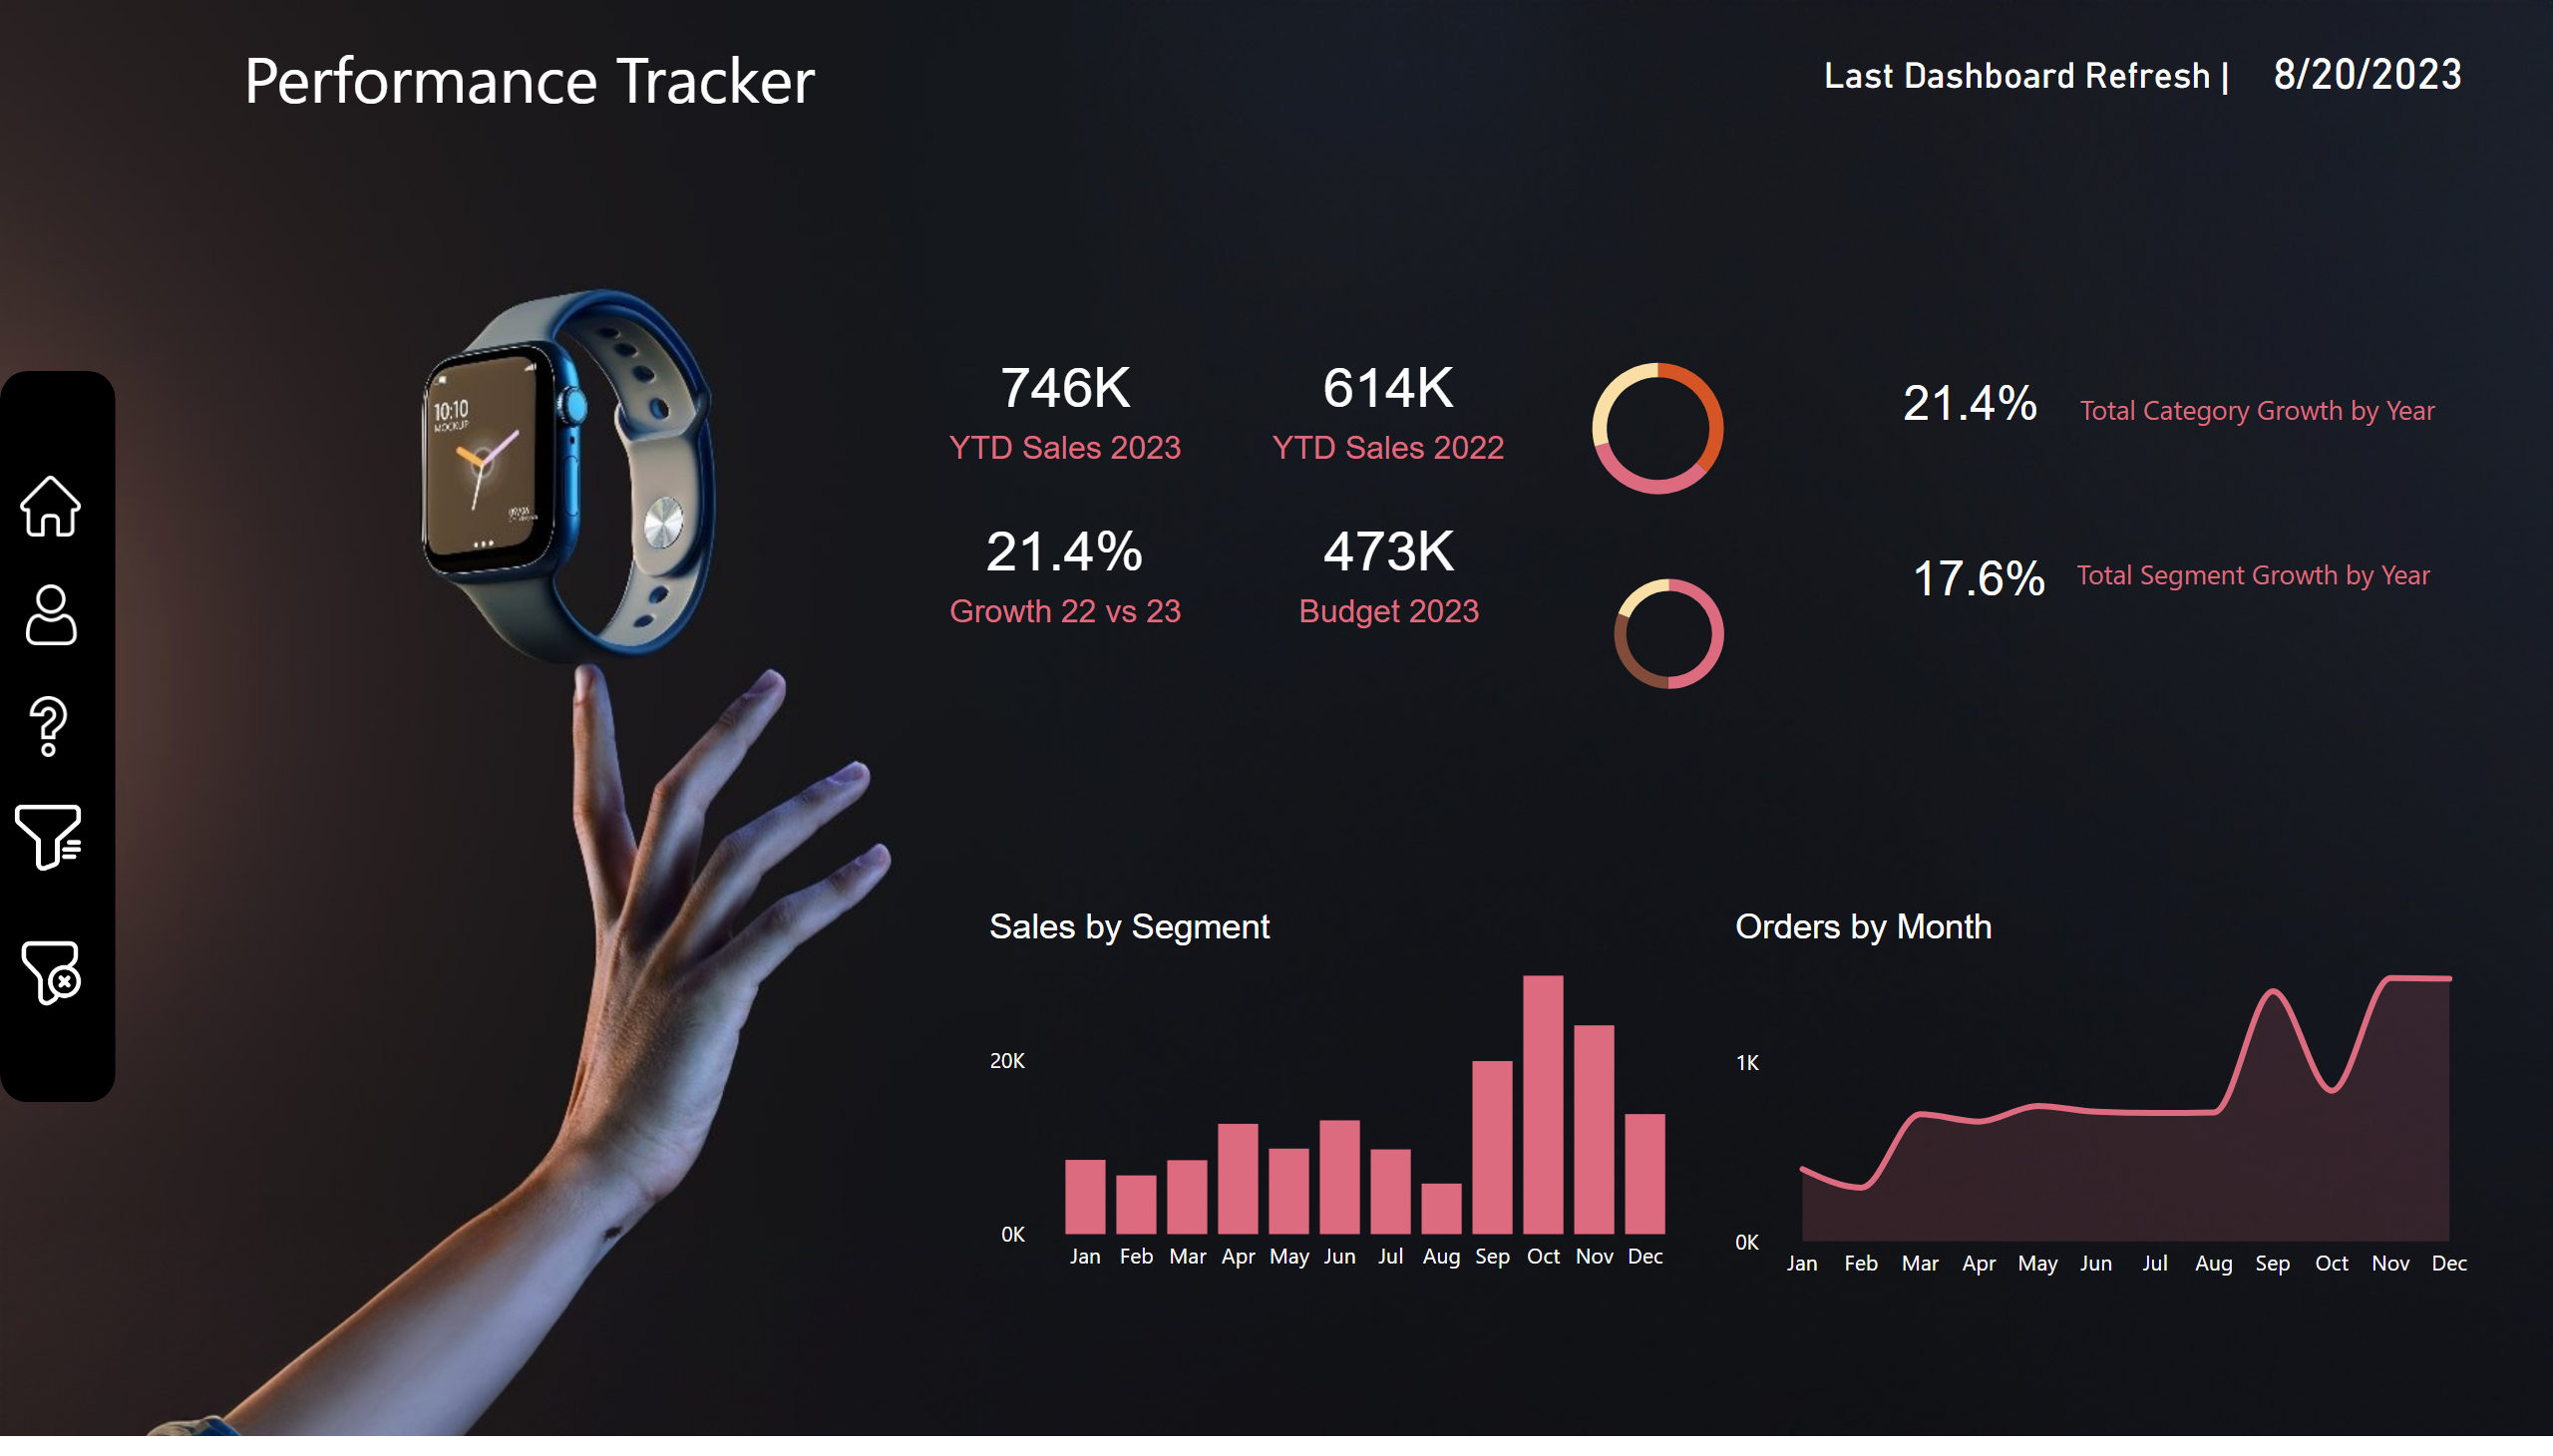 Performance Tracker
Last Dashboard Refresh | 8/20/2023
10:10
MOCKUP
746K
YTD Sales 2023
614K
YTD Sales 2022
21.4%
Total Category Growth by Year
21.4%
Growth 22 vs 23
473K
Budget 2023
17.6%
Total Segment Growth by Year
Sales by Segment
20K
0K
Jan Feb Mar Apr May Jun Jul Aug Sep Oct Nov Dec
Orders by Month
1K
0K
Jan Feb Mar Apr May Jun Jul Aug Sep Oct Nov Dec